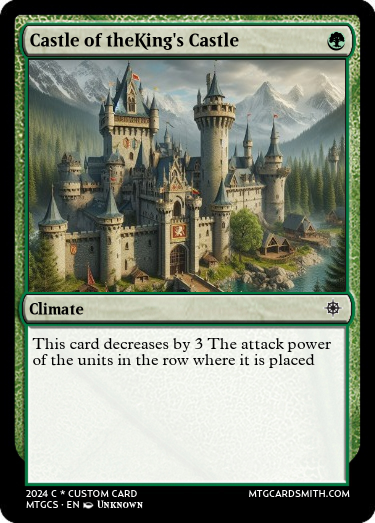 Castle of theKing's Castle
Climate
This card decreases by 3 The attack power
of the units in the row where it is placed
2024 C * CUSTOM CARD
MTGCARDSMITH.COM
MTGCS · EN UNKNOWN